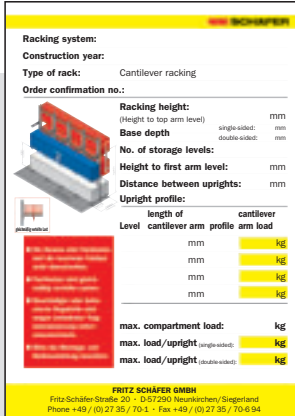 SSI SCHÄFER
Racking system:
Construction year:
Type of rack: Cantilever racking
Order confirmation no.:
Racking height:
(Height to top arm level) mm
Base depth single-sided: mm
double-sided: mm
No. of storage levels:
Height to first arm level: mm
Distance between uprights: mm
Upright profile:
length of cantilever
Level cantilever arm profile arm load
mm kg
mm kg
mm kg
mm kg
max. compartment load: kg
max. load/upright (single-sided): kg
max. load/upright (double-sided): kg
FRITZ SCHÄFER GMBH
Fritz-Schäfer-Straße 20 · D-57290 Neunkirchen/Siegerland
Phone +49 / (0) 27 35 / 70-1 · Fax +49 / (0) 27 35 / 70-6 94